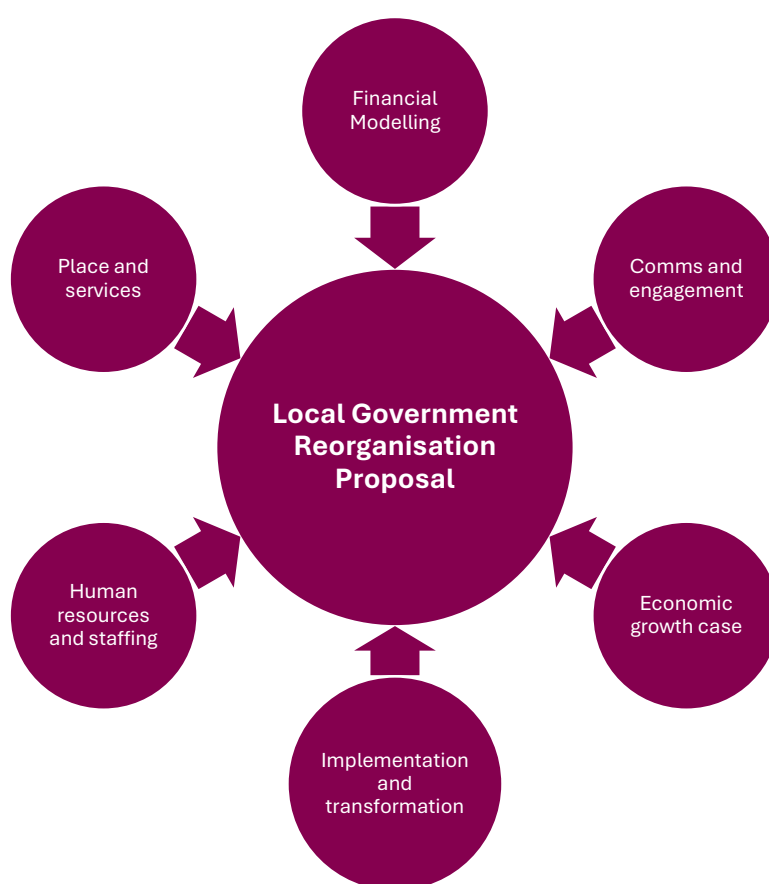 Financial
Modelling
Place and
services
Comms and
engagement
Local Government
Reorganisation
Proposal
Human
resources
and staffing
Economic
growth case
Implementation
and
transformation